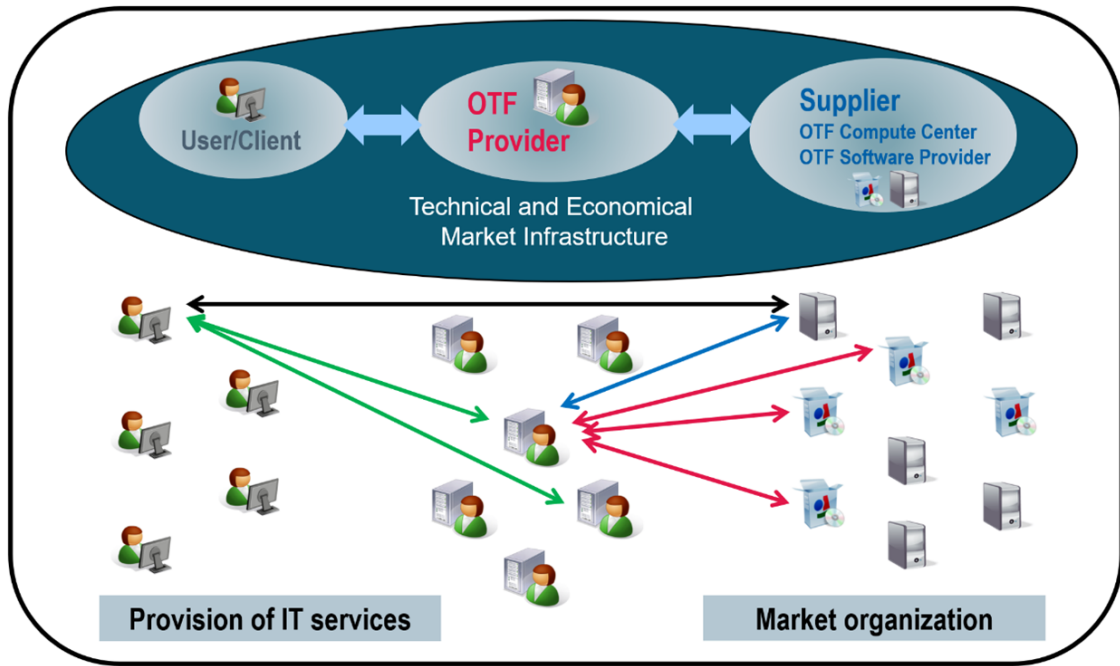 User/Client
OTF
Provider
Supplier
OTF Compute Center
OTF Software Provider
Technical and Economical
Market Infrastructure
Provision of IT services
Market organization